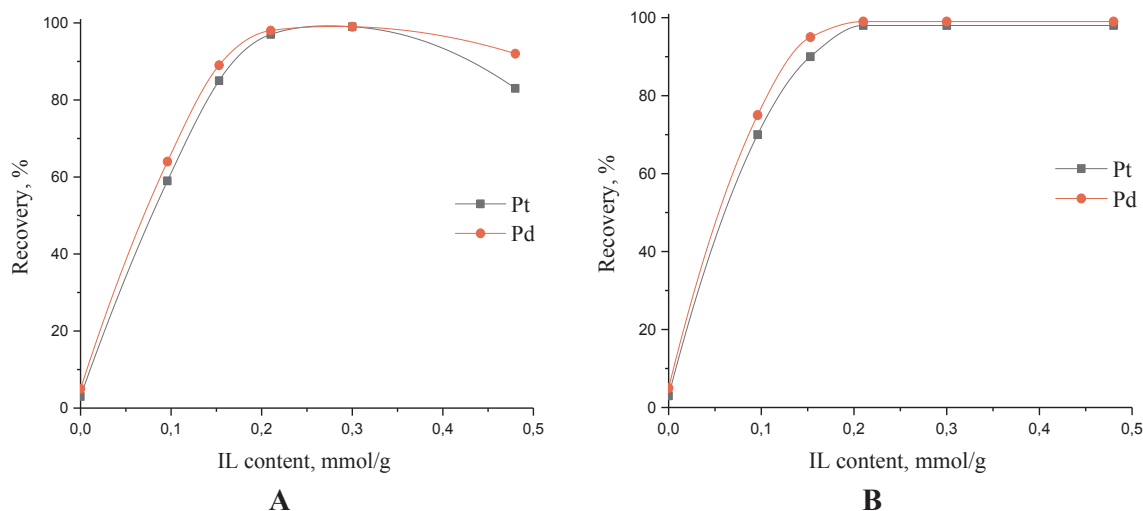 100
80
60
40
20
0
Recovery, %
Pt
Pd
0,0 0,1 0,2 0,3 0,4 0,5
IL content, mmol/g
A
100
80
60
40
20
0
Recovery, %
Pt
Pd
0,0 0,1 0,2 0,3 0,4 0,5
IL content, mmol/g
B